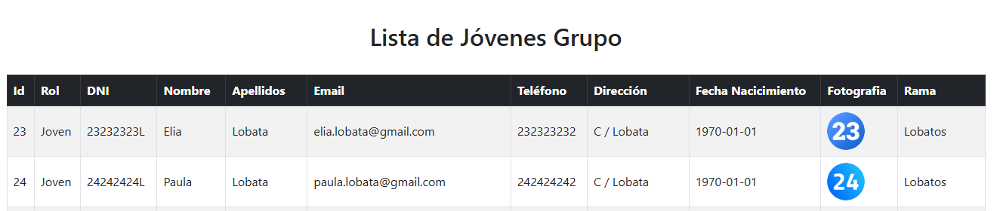 Lista de Jóvenes Grupo
Id Rol DNI Nombre Apellidos Email Teléfono Dirección Fecha Nacicimiento Fotografia Rama
23 Joven 23232323L Elia Lobata elia.lobata@gmail.com 232323232 C / Lobata 1970-01-01 23 Lobatos
24 Joven 24242424L Paula Lobata paula.lobata@gmail.com 242424242 C / Lobata 1970-01-01 24 Lobatos